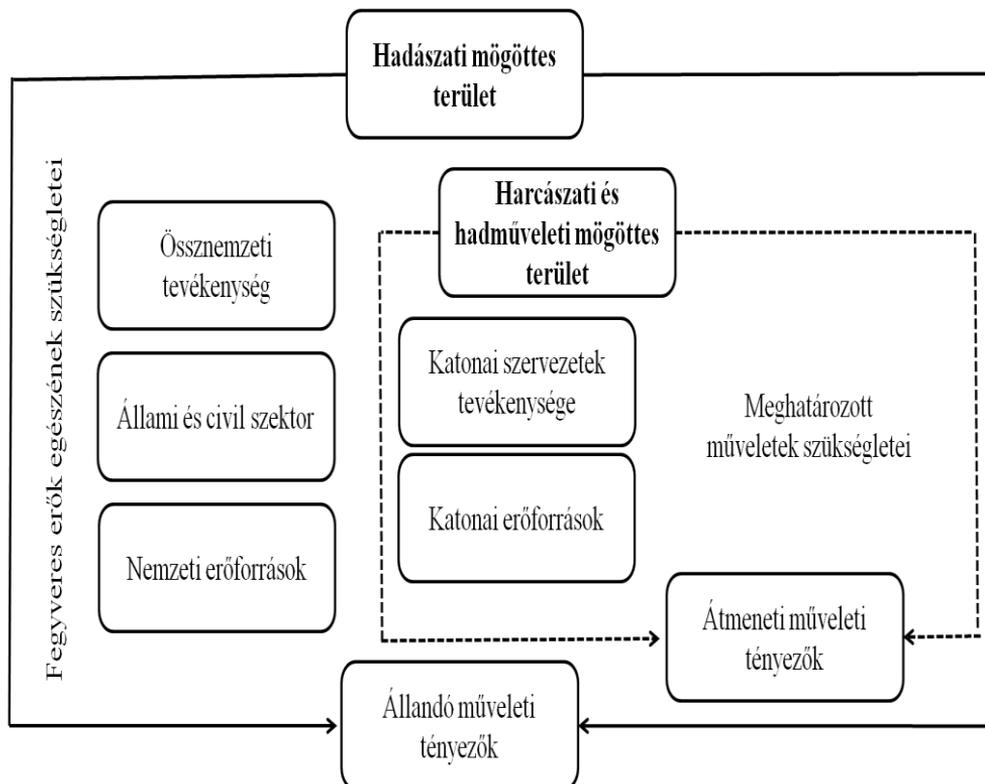 Hadászati mögöttes
terület
Fegyveres erők egészének szükségletei
Össznemzeti
tevékenység
Állami és civil szektor
Nemzeti erőforrások
Harcászati és
hadműveleti mögöttes
terület
Katonai szervezetek
tevékenysége
Katonai erőforrások
Meghatározott
műveletek szükségletei
Átmeneti műveleti
tényezők
Állandó műveleti
tényezők